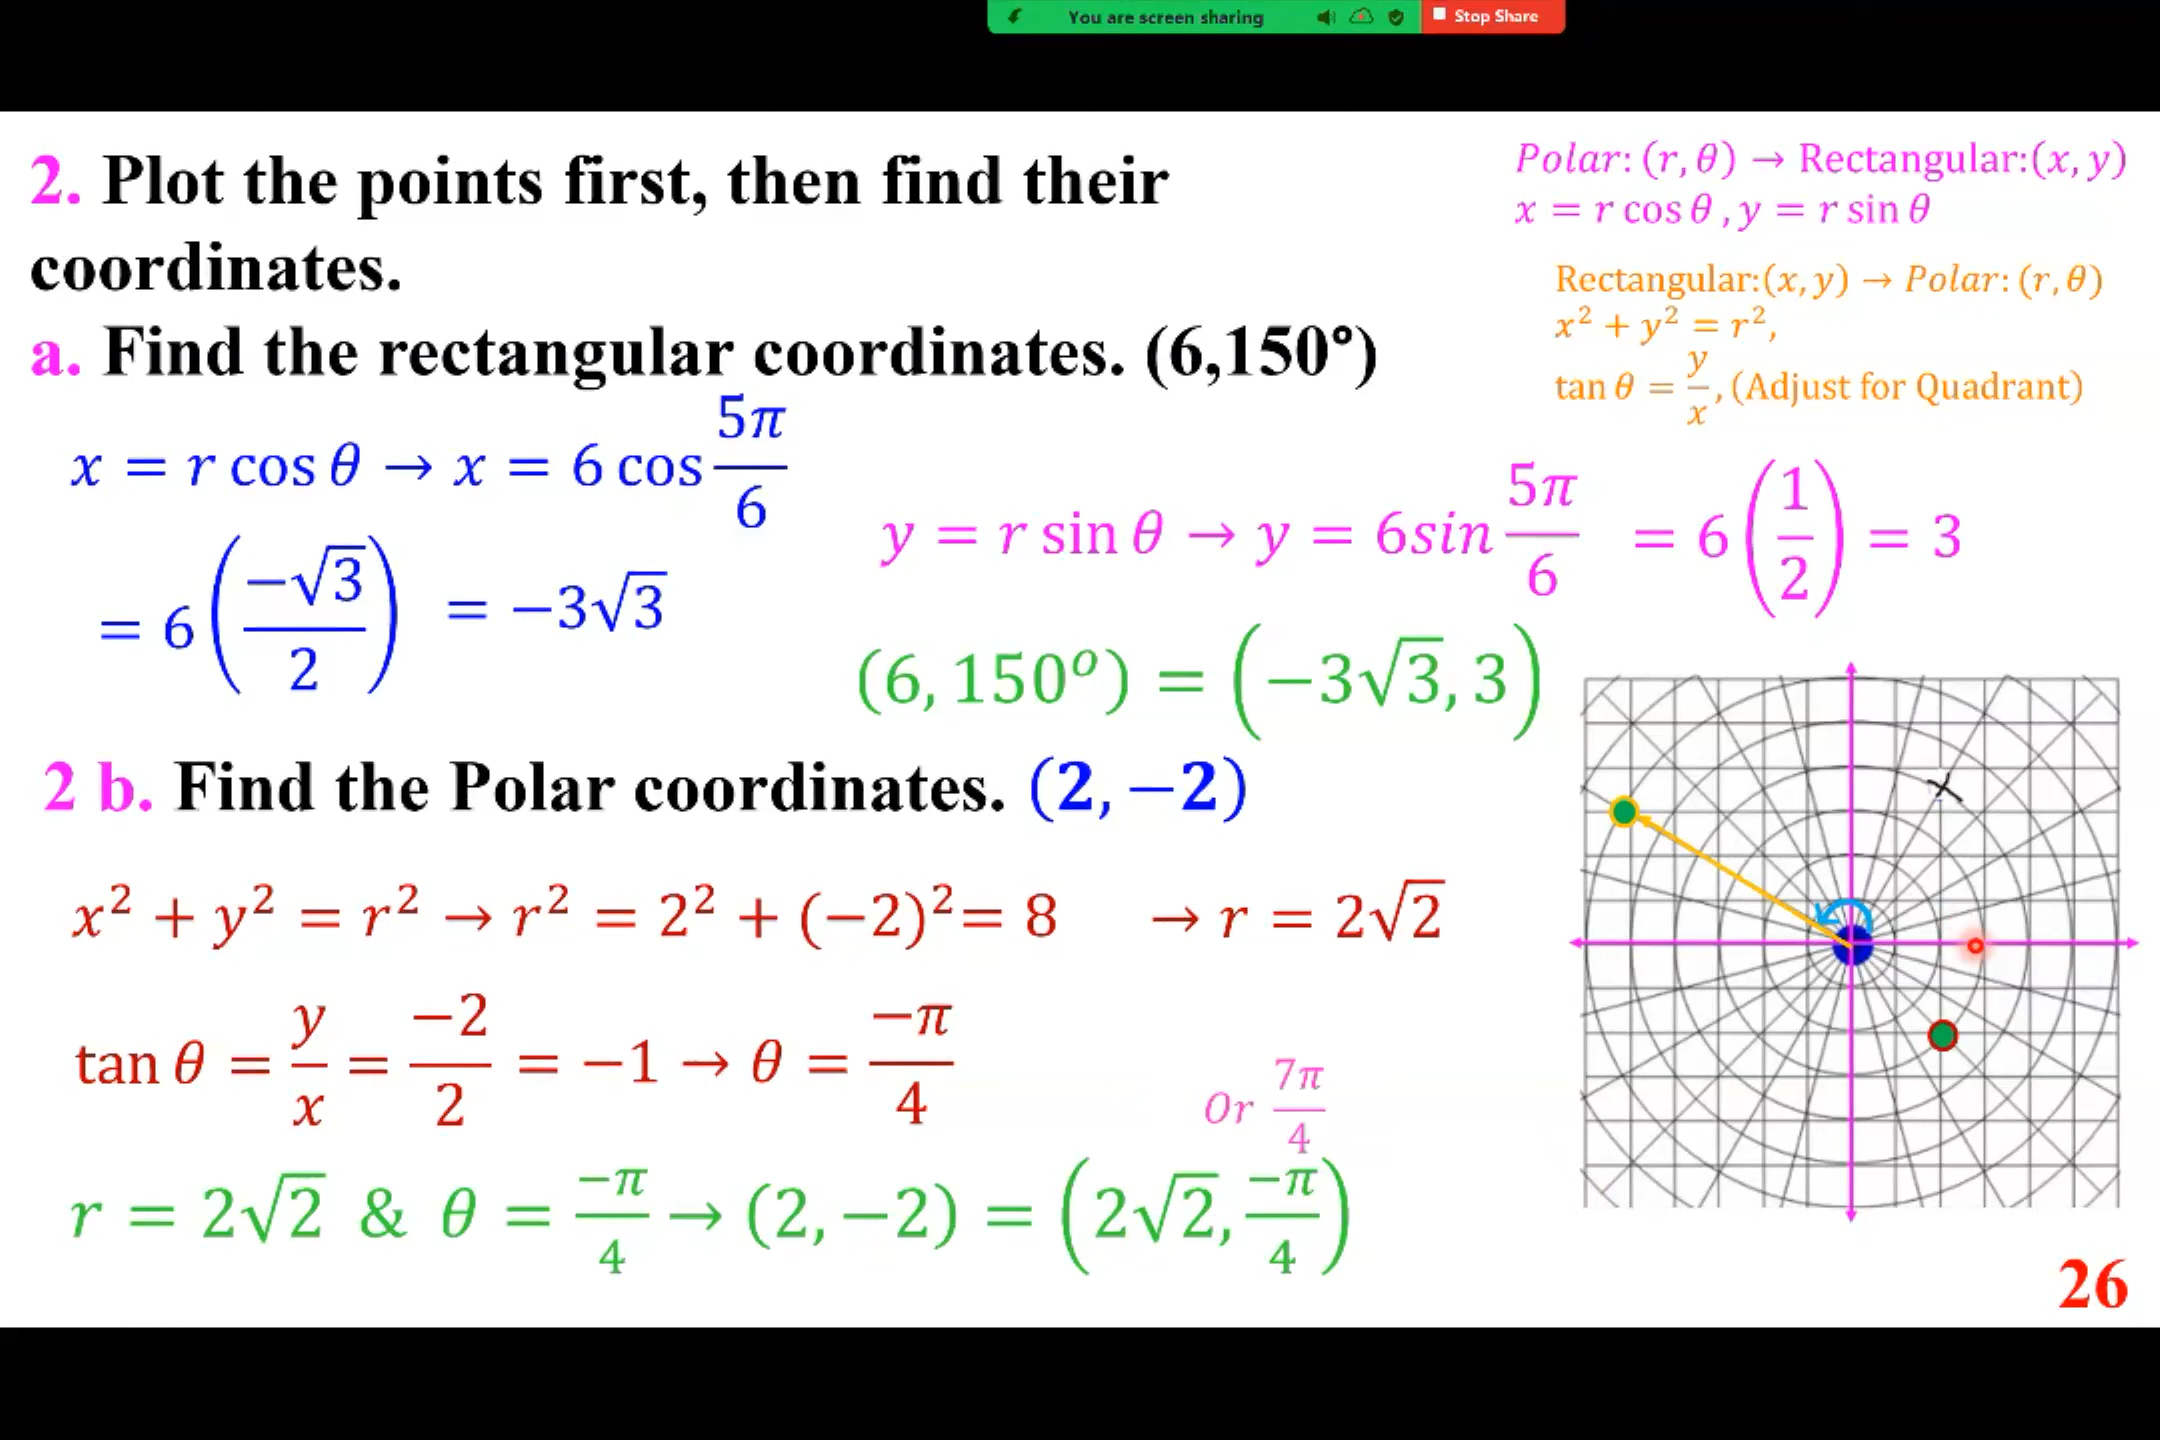 You are screen sharing Stop Share
2. Plot the points first, then find their
coordinates.
a. Find the rectangular coordinates. (6,150°)
Polar: (r, θ) → Rectangular:(x, y)
x = r cos θ , y = r sin θ
Rectangular:(x, y) → Polar: (r, θ)
x² + y² = r²,
tan θ = y/x, (Adjust for Quadrant)
x = r cos θ → x = 6 cos 5π/6
= 6(−√3/2) = −3√3
y = r sin θ → y = 6sin 5π/6 = 6(1/2) = 3
(6, 150ᵒ) = (−3√3, 3)
2 b. Find the Polar coordinates. (2, −2)
x² + y² = r² → r² = 2² + (−2)²= 8 → r = 2√2
tan θ = y/x = −2/2 = −1 → θ = −π/4
Or 7π/4
r = 2√2 & θ = −π/4 → (2, −2) = (2√2, −π/4)
26